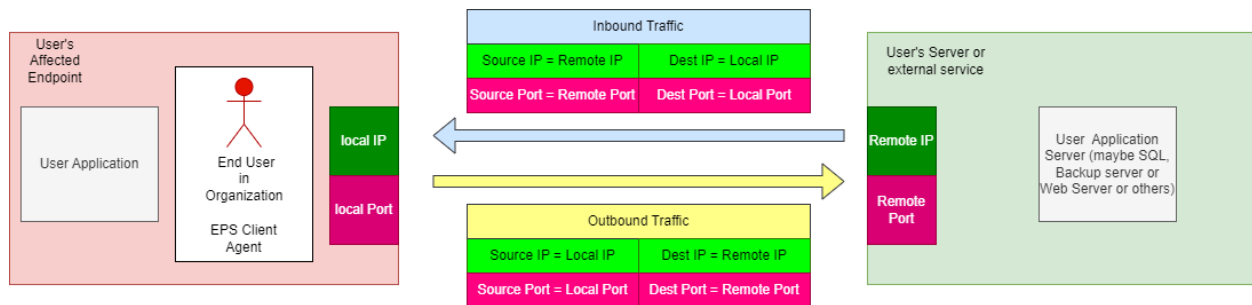 User's
Affected
Endpoint
User Application
End User
in
Organization
EPS Client
Agent
local IP
local Port
Inbound Traffic
Source IP = Remote IP
Dest IP = Local IP
Source Port = Remote Port
Dest Port = Local Port
Outbound Traffic
Source IP = Local IP
Dest IP = Remote IP
Source Port = Local Port
Dest Port = Remote Port
User's Server or
external service
Remote IP
Remote
Port
User Application
Server (maybe SQL,
Backup server or
Web Server or others)